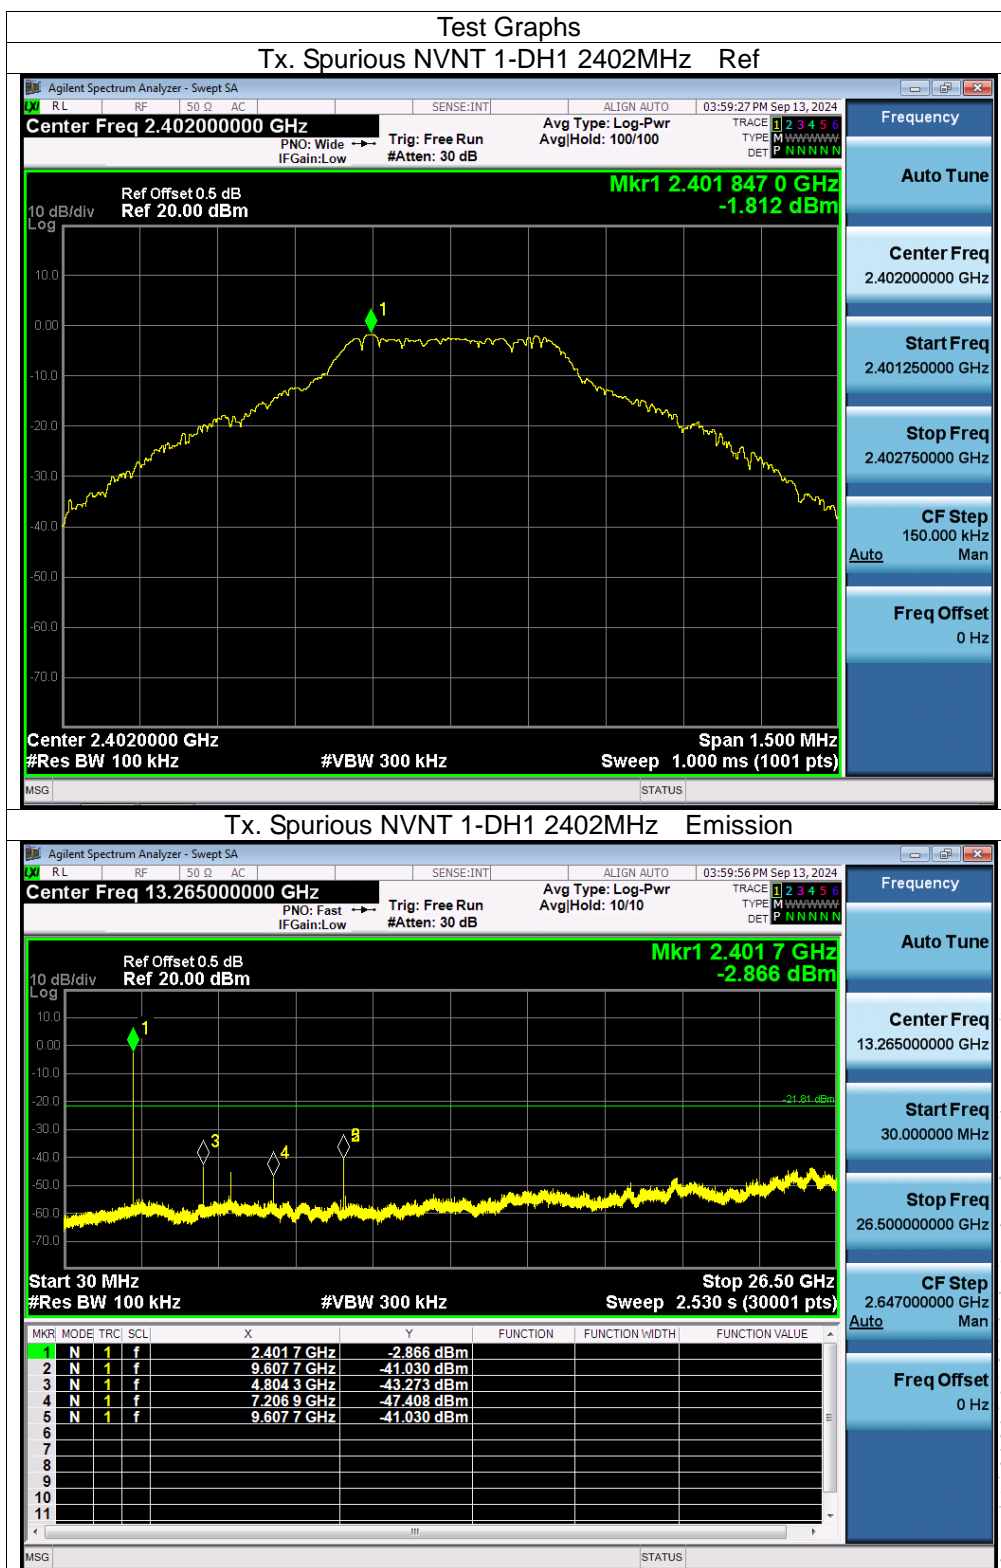 Test Graphs
Tx. Spurious NVNT 1-DH1 2402MHz Ref
Agilent Spectrum Analyzer - Swept SA
LXI RL RF 50 Ω AC SENSE:INT ALIGN AUTO 03:59:27 PM Sep 13, 2024
Center Freq 2.402000000 GHz Avg Type: Log-Pwr TRACE 1 2 3 4 5 6
PNO: Wide Trig: Free Run Avg|Hold: 100/100 TYPE M WWWWW
IFGain:Low #Atten: 30 dB DET P N N N N N
Frequency
Mkr1 2.401 847 0 GHz
-1.812 dBm
Ref Offset 0.5 dB
10 dB/div Ref 20.00 dBm
Log
10.0
0.00
-10.0
-20.0
-30.0
-40.0
-50.0
-60.0
-70.0
1
Center 2.4020000 GHz Span 1.500 MHz
#Res BW 100 kHz #VBW 300 kHz Sweep 1.000 ms (1001 pts)
Auto Tune
Center Freq
2.402000000 GHz
Start Freq
2.401250000 GHz
Stop Freq
2.402750000 GHz
CF Step
150.000 kHz
Auto Man
Freq Offset
0 Hz
MSG STATUS
Tx. Spurious NVNT 1-DH1 2402MHz Emission
Agilent Spectrum Analyzer - Swept SA
LXI RL RF 50 Ω AC SENSE:INT ALIGN AUTO 03:59:56 PM Sep 13, 2024
Center Freq 13.265000000 GHz Avg Type: Log-Pwr TRACE 1 2 3 4 5 6
PNO: Fast Trig: Free Run Avg|Hold: 10/10 TYPE M WWWWW
IFGain:Low #Atten: 30 dB DET P N N N N N
Frequency
Mkr1 2.401 7 GHz
-2.866 dBm
Ref Offset 0.5 dB
10 dB/div Ref 20.00 dBm
Log
10.0
0.00
-10.0
-20.0
-30.0
-40.0
-50.0
-60.0
-70.0
1
-21.81 dBm
3
4
Start 30 MHz Stop 26.50 GHz
#Res BW 100 kHz #VBW 300 kHz Sweep 2.530 s (30001 pts)
MKR MODE TRC SCL X Y FUNCTION FUNCTION WIDTH FUNCTION VALUE
1 N 1 f 2.401 7 GHz -2.866 dBm
2 N 1 f 9.607 7 GHz -41.030 dBm
3 N 1 f 4.804 3 GHz -43.273 dBm
4 N 1 f 7.206 9 GHz -47.408 dBm
5 N 1 f 9.607 7 GHz -41.030 dBm
6
7
8
9
10
11
Auto Tune
Center Freq
13.265000000 GHz
Start Freq
30.000000 MHz
Stop Freq
26.500000000 GHz
CF Step
2.647000000 GHz
Auto Man
Freq Offset
0 Hz
MSG STATUS